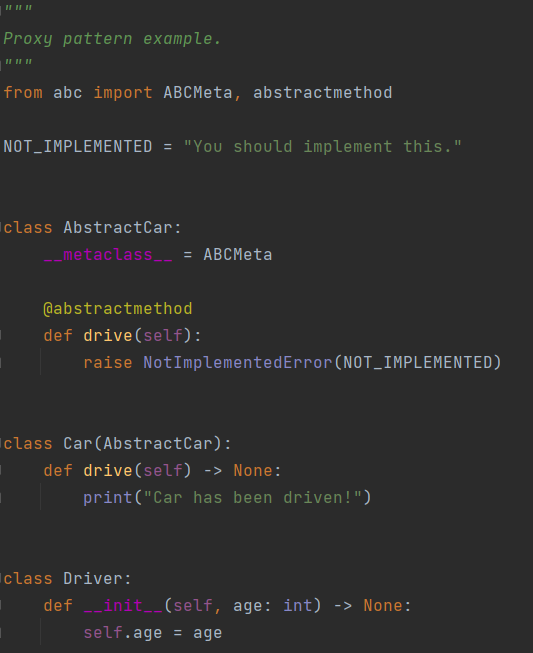 """
Proxy pattern example.
"""
from abc import ABCMeta, abstractmethod

NOT_IMPLEMENTED = "You should implement this."


class AbstractCar:
    __metaclass__ = ABCMeta

    @abstractmethod
    def drive(self):
        raise NotImplementedError(NOT_IMPLEMENTED)


class Car(AbstractCar):
    def drive(self) -> None:
        print("Car has been driven!")


class Driver:
    def __init__(self, age: int) -> None:
        self.age = age